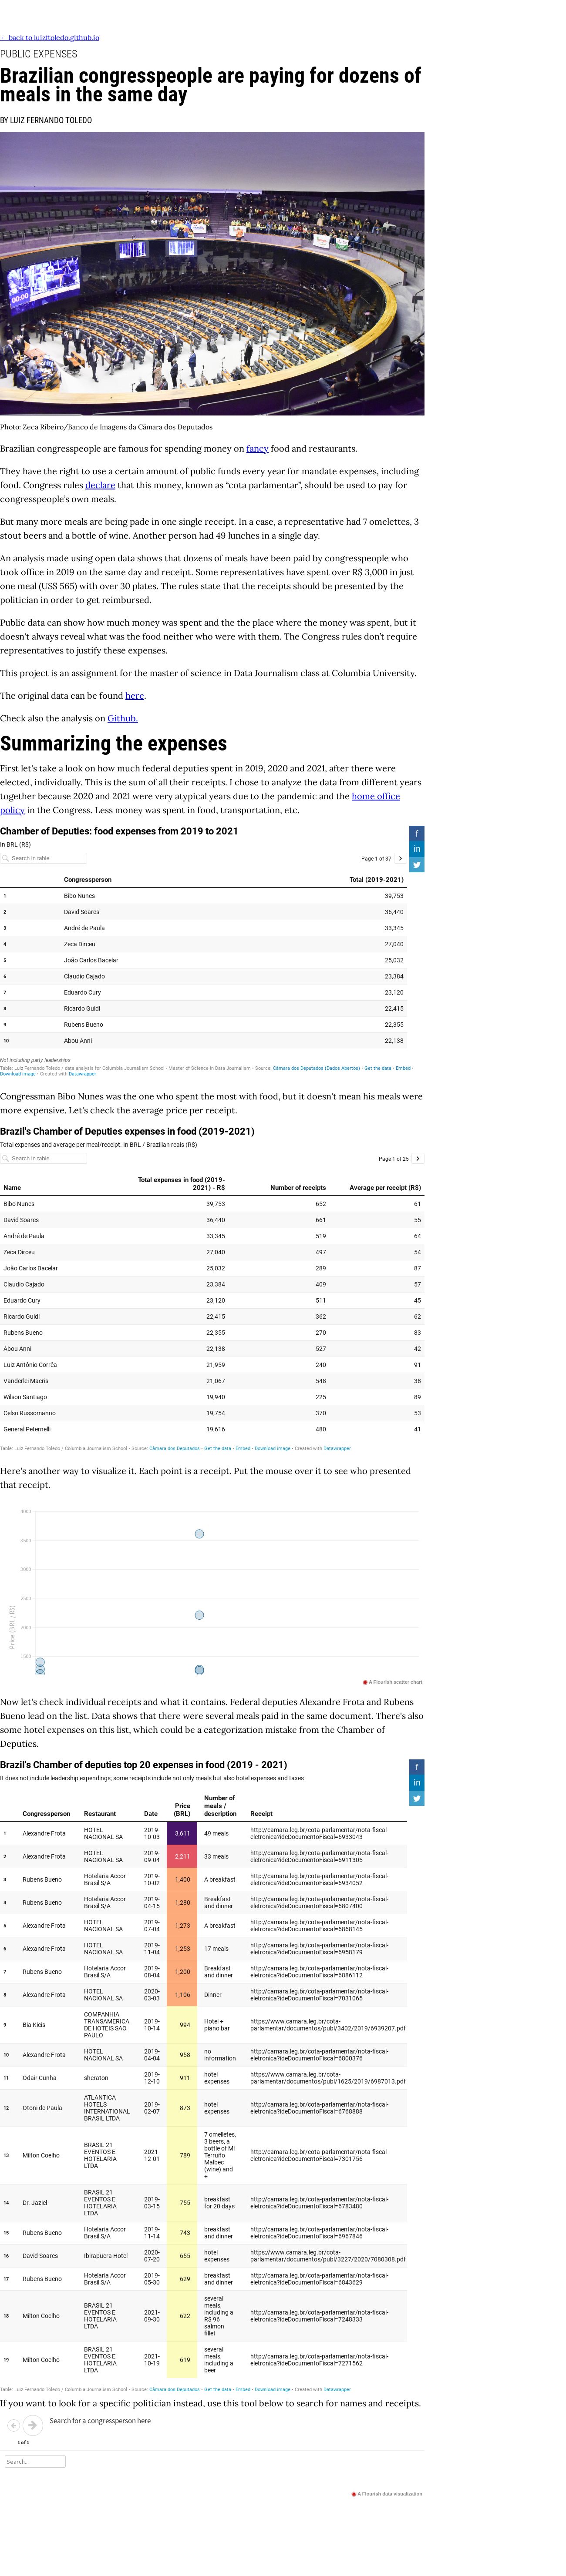 ← back to luizftoledo.github.io
PUBLIC EXPENSES
Brazilian congresspeople are paying for dozens of
meals in the same day
BY LUIZ FERNANDO TOLEDO
00:00
Photo: Zeca Ribeiro/Banco de Imagens da Câmara dos Deputados
Brazilian congresspeople are famous for spending money on fancy food and restaurants.
They have the right to use a certain amount of public funds every year for mandate expenses, including
food. Congress rules declare that this money, known as “cota parlamentar”, should be used to pay for
congresspeople’s own meals.
But many more meals are being pade in one single receipt. In a case, a representative had 7 omelettes, 3
stout beers and a bottle of wine. Another person had 49 lunches in a single day.
An analysis made using open data shows that dozens of meals have been paid by congresspeople who
took office in 2019 on the same day and receipt. Some representatives have spent over R$ 3,000 in just
one meal (US$ 565) with over 30 plates. The rules state that the receipts should be presented by the
politician in order to get reimbursed.
Public data can show how much money was spent and the the place where the money was spent, but it
doesn't always reveal what was the food neither who were with them. The Congress rules don’t require
representatives to justify these expenses.
This project is an assignment for the master of science in Data Journalism class at Columbia University.
The original data can be found here.
Check also the analysis on Github.
Summarizing the expenses
First let's take a look on how much federal deputies spent in 2019, 2020 and 2021, after there were
elected, individually. This is the sum of all their receipts. I chose to analyze the data from different years
together because 2020 and 2021 were very atypical years due to the pandemic and the home office
policy in the Congress. Less money was spent in food, transportation, etc.
Chamber of Deputies: food expenses from 2019 to 2021
In BRL (R$)
Search in table
Page 1 of 37
Congressperson Total (2019-2021)
1 Bibo Nunes 39,753
2 David Soares 36,440
3 André de Paula 33,345
4 Zeca Dirceu 27,040
5 João Carlos Bacelar 25,032
6 Claudio Cajado 23,384
7 Eduardo Cury 23,120
8 Ricardo Guidi 22,415
9 Rubens Bueno 22,355
10 Abou Anni 22,138
Not including party leaderships
Table: Luiz Fernando Toledo / data analysis for Columbia Journalism School - Master of Science in Data Journalism • Source: Câmara dos Deputados (Dados Abertos) • Get the data • Embed •
Download image • Created with Datawrapper
Congressman Bibo Nunes was the one who spent the most with food, but it doesn't mean his meals were
more expensive. Let's check the average price per receipt.
Brazil's Chamber of Deputies expenses in food (2019-2021)
Total expenses and average per meal/receipt. In BRL / Brazilian reais (R$)
Search in table
Page 1 of 25
Name Total expenses in food (2019-2021) - R$ Number of receipts Average per receipt (R$)
Bibo Nunes 39,753 652 61
David Soares 36,440 661 55
André de Paula 33,345 519 64
Zeca Dirceu 27,040 497 54
João Carlos Bacelar 25,032 289 87
Claudio Cajado 23,384 409 57
Eduardo Cury 23,120 511 45
Ricardo Guidi 22,415 362 62
Rubens Bueno 22,355 270 83
Abou Anni 22,138 527 42
Luiz Antônio Corrêa 21,959 240 91
Vanderlei Macris 21,067 548 38
Wilson Santiago 19,940 225 89
Celso Russomanno 19,754 370 53
General Peternelli 19,616 480 41
Table: Luiz Fernando Toledo / Columbia Journalism School • Source: Câmara dos Deputados • Get the data • Embed • Download image • Created with Datawrapper
Here's another way to visualize it. Each point is a receipt. Put the mouse over it to see who presented
that receipt.
4000
3500
3000
2500
2000
1500
Price (BRL / R$)
A Flourish scatter chart
Now let's check individual receipts and what it contains. Federal deputies Alexandre Frota and Rubens
Bueno lead on the list. Data shows that there were several meals paid in the same document. There's also
some hotel expenses on this list, which could be a categorization mistake from the Chamber of
Deputies.
Brazil's Chamber of deputies top 20 expenses in food (2019 - 2021)
It does not include leadership expendings; some receipts include not only meals but also hotel expenses and taxes
Congressperson Restaurant Date Price (BRL) Number of meals / description Receipt
1 Alexandre Frota HOTEL NACIONAL SA 2019-10-03 3,611 49 meals http://camara.leg.br/cota-parlamentar/nota-fiscal-eletronica?ideDocumentoFiscal=6933043
2 Alexandre Frota HOTEL NACIONAL SA 2019-09-04 2,211 33 meals http://camara.leg.br/cota-parlamentar/nota-fiscal-eletronica?ideDocumentoFiscal=6911305
3 Rubens Bueno Hotelaria Accor Brasil S/A 2019-10-02 1,400 A breakfast http://camara.leg.br/cota-parlamentar/nota-fiscal-eletronica?ideDocumentoFiscal=6934052
4 Rubens Bueno Hotelaria Accor Brasil S/A 2019-04-15 1,280 Breakfast and dinner http://camara.leg.br/cota-parlamentar/nota-fiscal-eletronica?ideDocumentoFiscal=6807400
5 Alexandre Frota HOTEL NACIONAL SA 2019-07-04 1,273 A breakfast http://camara.leg.br/cota-parlamentar/nota-fiscal-eletronica?ideDocumentoFiscal=6868145
6 Alexandre Frota HOTEL NACIONAL SA 2019-11-04 1,253 17 meals http://camara.leg.br/cota-parlamentar/nota-fiscal-eletronica?ideDocumentoFiscal=6958179
7 Rubens Bueno Hotelaria Accor Brasil S/A 2019-08-04 1,200 Breakfast and dinner http://camara.leg.br/cota-parlamentar/nota-fiscal-eletronica?ideDocumentoFiscal=6886112
8 Alexandre Frota HOTEL NACIONAL SA 2020-03-03 1,106 Dinner http://camara.leg.br/cota-parlamentar/nota-fiscal-eletronica?ideDocumentoFiscal=7031065
9 Bia Kicis COMPANHIA TRANSAMERICA DE HOTEIS SAO PAULO 2019-10-14 994 Hotel + piano bar https://www.camara.leg.br/cota-parlamentar/documentos/publ/3402/2019/6939207.pdf
10 Alexandre Frota HOTEL NACIONAL SA 2019-04-04 958 no information http://camara.leg.br/cota-parlamentar/nota-fiscal-eletronica?ideDocumentoFiscal=6800376
11 Odair Cunha sheraton 2019-12-10 911 hotel expenses https://www.camara.leg.br/cota-parlamentar/documentos/publ/1625/2019/6987013.pdf
12 Otoni de Paula ATLANTICA HOTELS INTERNATIONAL BRASIL LTDA 2019-02-07 873 hotel expenses http://camara.leg.br/cota-parlamentar/nota-fiscal-eletronica?ideDocumentoFiscal=6768888
13 Milton Coelho BRASIL 21 EVENTOS E HOTELARIA LTDA 2021-12-01 789 7 omelletes, 3 beers, a bottle of Mi Terruño Malbec (wine) and + http://camara.leg.br/cota-parlamentar/nota-fiscal-eletronica?ideDocumentoFiscal=7301756
14 Dr. Jaziel BRASIL 21 EVENTOS E HOTELARIA LTDA 2019-03-15 755 breakfast for 20 days http://camara.leg.br/cota-parlamentar/nota-fiscal-eletronica?ideDocumentoFiscal=6783480
15 Rubens Bueno Hotelaria Accor Brasil S/A 2019-11-14 743 breakfast and dinner http://camara.leg.br/cota-parlamentar/nota-fiscal-eletronica?ideDocumentoFiscal=6967846
16 David Soares Ibirapuera Hotel 2020-07-20 655 hotel expenses https://www.camara.leg.br/cota-parlamentar/documentos/publ/3227/2020/7080308.pdf
17 Rubens Bueno Hotelaria Accor Brasil S/A 2019-05-30 629 breakfast and dinner http://camara.leg.br/cota-parlamentar/nota-fiscal-eletronica?ideDocumentoFiscal=6843629
18 Milton Coelho BRASIL 21 EVENTOS E HOTELARIA LTDA 2021-09-30 622 several meals, including a R$ 96 salmon fillet http://camara.leg.br/cota-parlamentar/nota-fiscal-eletronica?ideDocumentoFiscal=7248333
19 Milton Coelho BRASIL 21 EVENTOS E HOTELARIA LTDA 2021-10-19 619 several meals, including a beer http://camara.leg.br/cota-parlamentar/nota-fiscal-eletronica?ideDocumentoFiscal=7271562
Table: Luiz Fernando Toledo / Columbia Journalism School • Source: Câmara dos Deputados • Get the data • Embed • Download image • Created with Datawrapper
If you want to look for a specific politician instead, use this tool below to search for names and receipts.
Search for a congressperson here
1 of 1
Search...
A Flourish data visualization